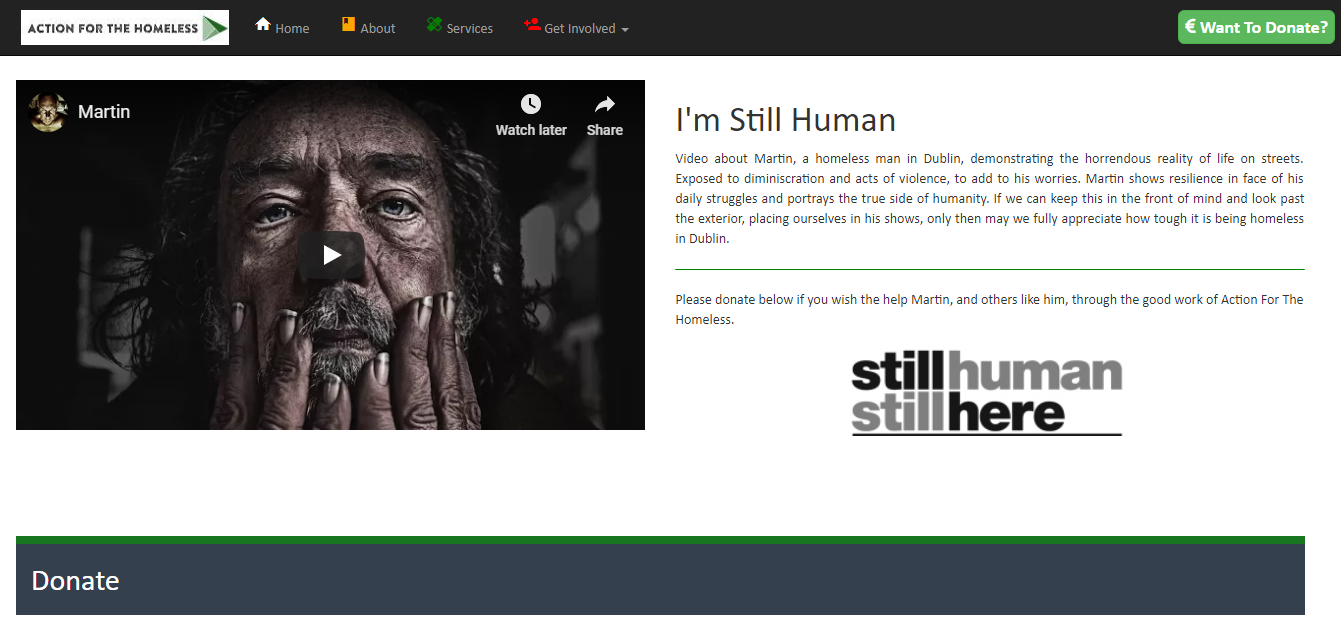 ACTION FOR THE HOMELESS
Home
About
Services
Get Involved
€ Want To Donate?
Martin
Watch later
Share
I'm Still Human
Video about Martin, a homeless man in Dublin, demonstrating the horrendous reality of life on streets.
Exposed to diminiscration and acts of violence, to add to his worries. Martin shows resilience in face of his
daily struggles and portrays the true side of humanity. If we can keep this in the front of mind and look past
the exterior, placing ourselves in his shows, only then may we fully appreciate how tough it is being homeless
in Dublin.
Please donate below if you wish the help Martin, and others like him, through the good work of Action For The
Homeless.
stillhuman
stillhere
Donate